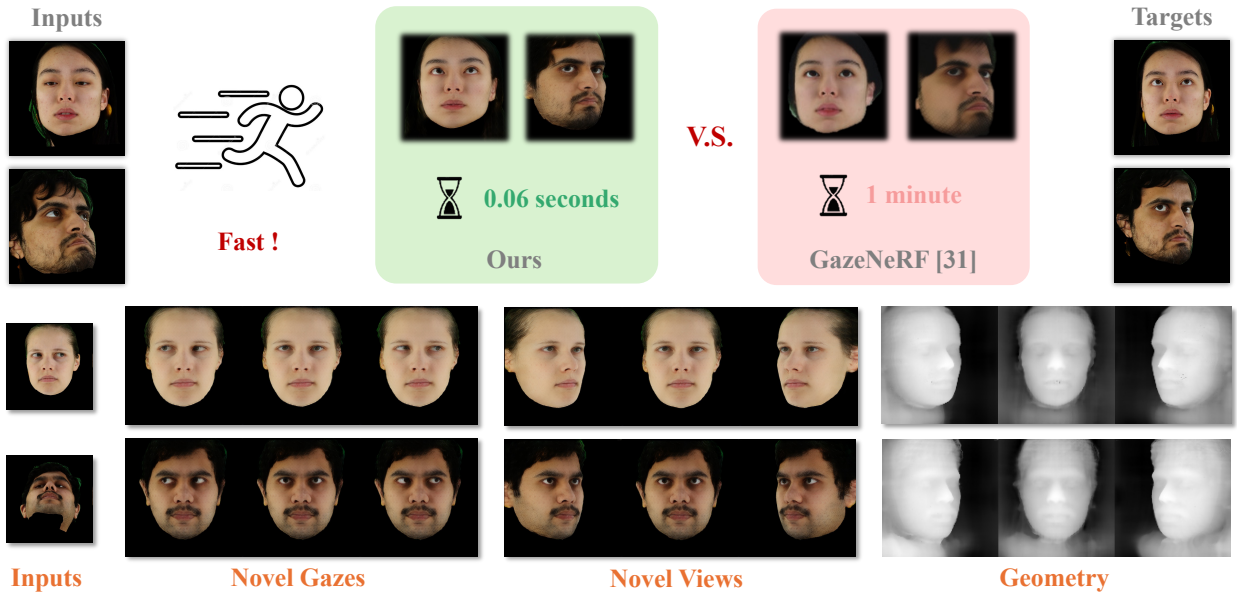 Inputs
Targets
V.S.
0.06 seconds
1 minute
Fast !
Ours
GazeNeRF [31]
Inputs
Novel Gazes
Novel Views
Geometry